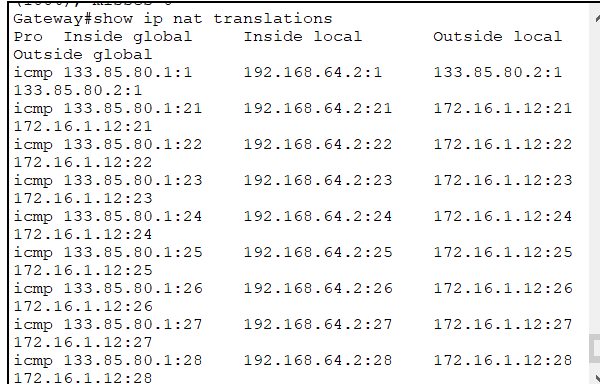 Gateway#show ip nat translations
Pro  Inside global     Inside local       Outside local
Outside global
icmp 133.85.80.1:1     192.168.64.2:1     133.85.80.2:1
133.85.80.2:1
icmp 133.85.80.1:21    192.168.64.2:21    172.16.1.12:21
172.16.1.12:21
icmp 133.85.80.1:22    192.168.64.2:22    172.16.1.12:22
172.16.1.12:22
icmp 133.85.80.1:23    192.168.64.2:23    172.16.1.12:23
172.16.1.12:23
icmp 133.85.80.1:24    192.168.64.2:24    172.16.1.12:24
172.16.1.12:24
icmp 133.85.80.1:25    192.168.64.2:25    172.16.1.12:25
172.16.1.12:25
icmp 133.85.80.1:26    192.168.64.2:26    172.16.1.12:26
172.16.1.12:26
icmp 133.85.80.1:27    192.168.64.2:27    172.16.1.12:27
172.16.1.12:27
icmp 133.85.80.1:28    192.168.64.2:28    172.16.1.12:28
172.16.1.12:28